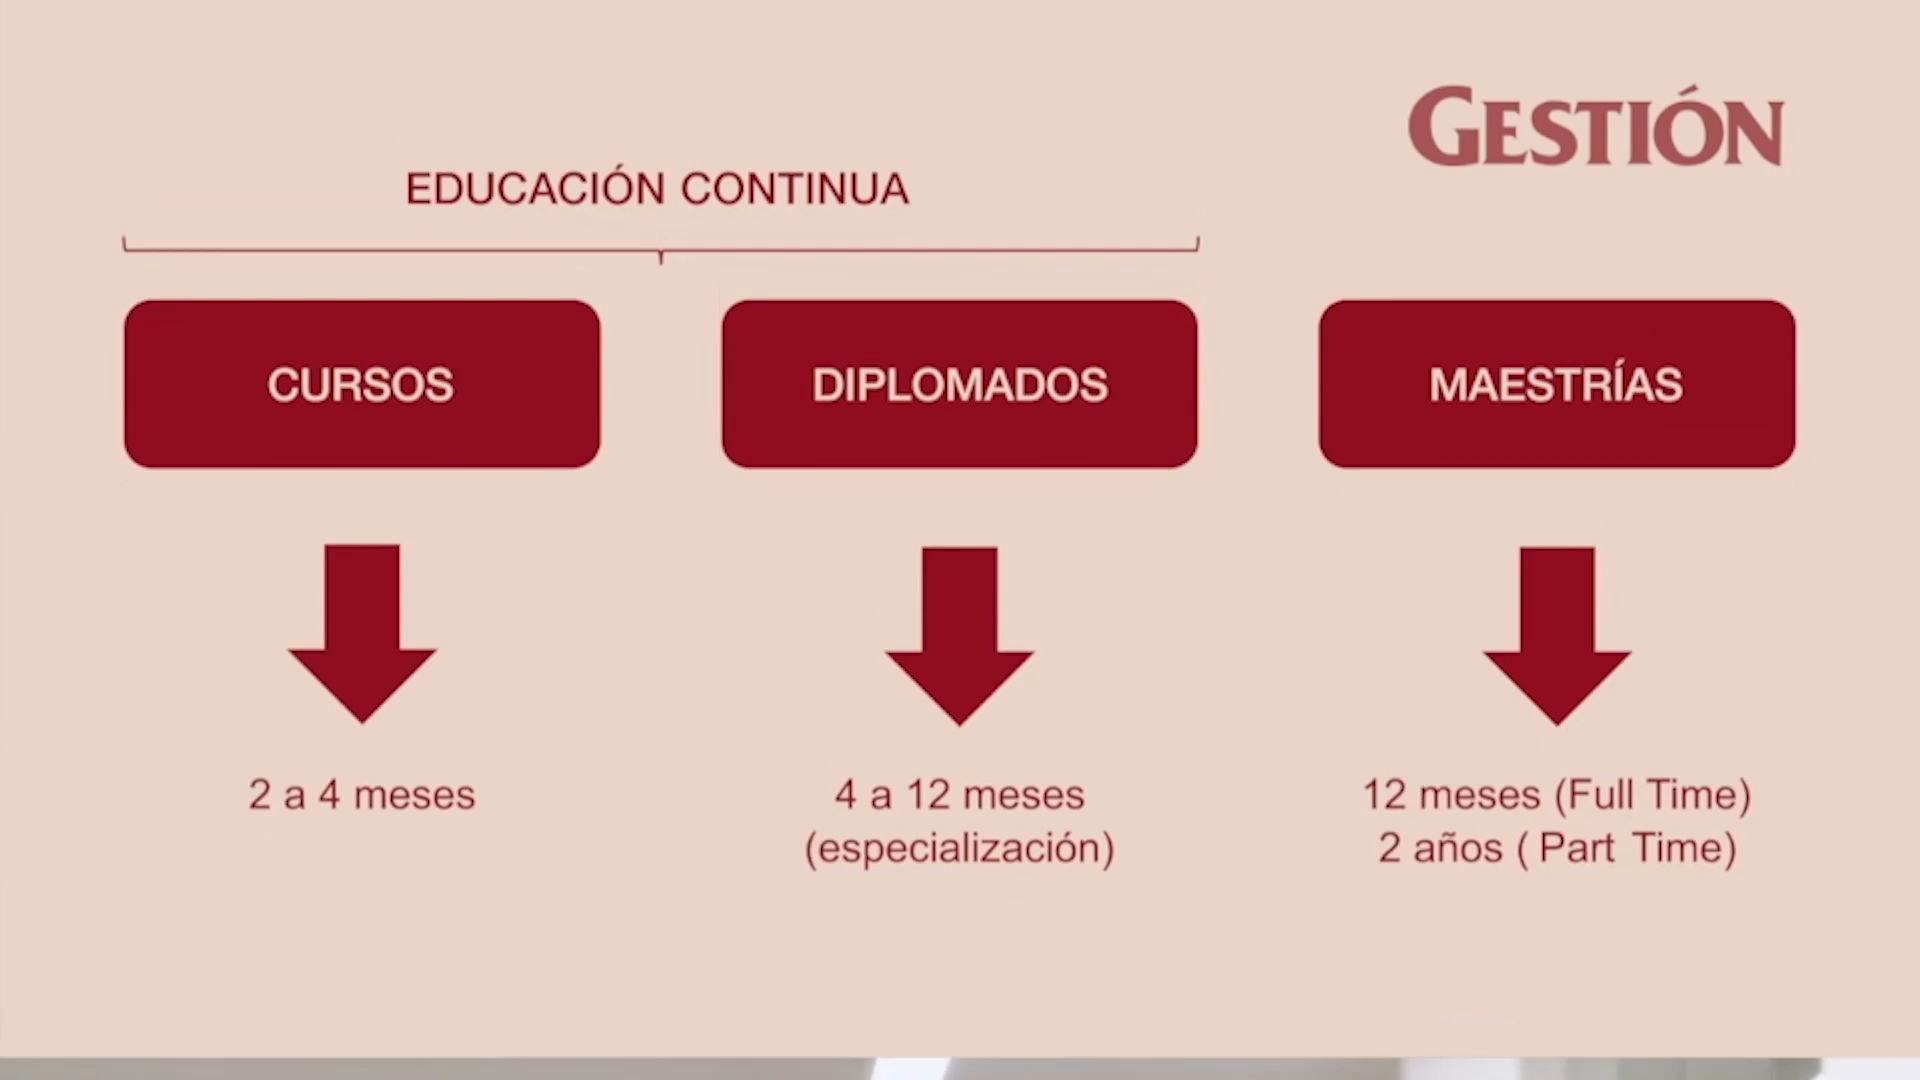 GESTIÓN
EDUCACIÓN CONTINUA
CURSOS
DIPLOMADOS
MAESTRÍAS
2 a 4 meses
4 a 12 meses
(especialización)
12 meses (Full Time)
2 años ( Part Time)